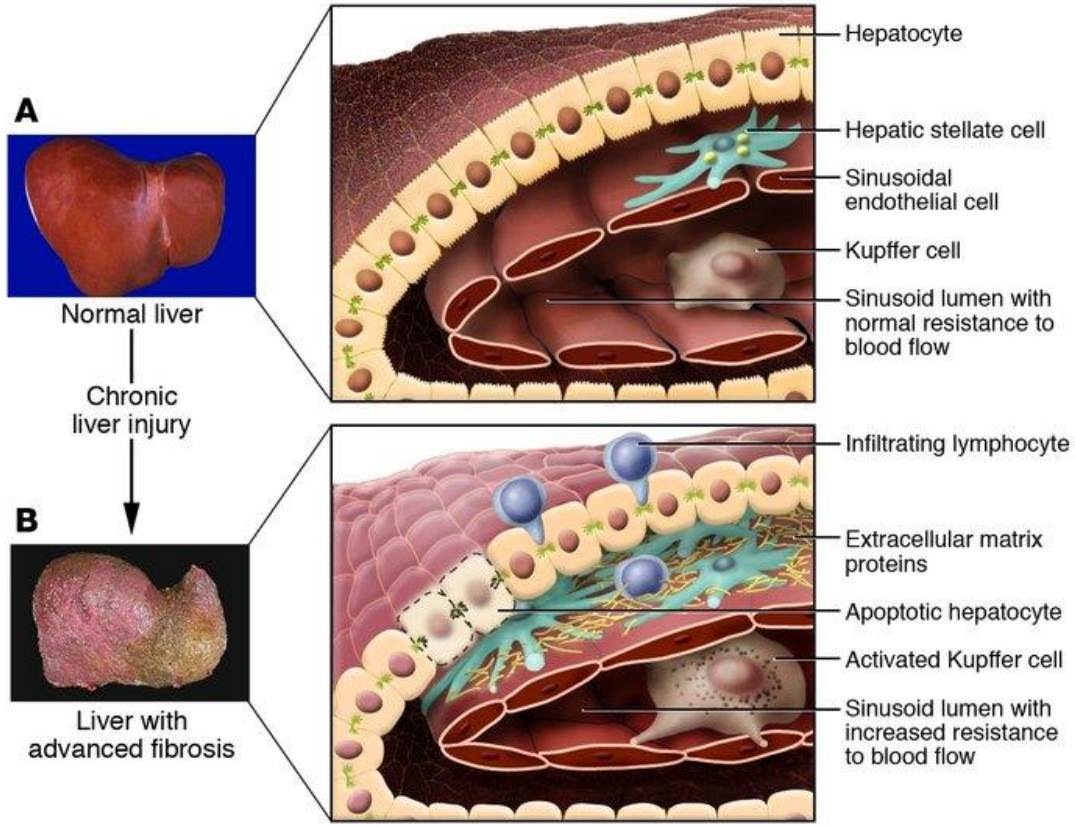 A
Normal liver
Chronic
liver injury
B
Liver with
advanced fibrosis
Hepatocyte
Hepatic stellate cell
Sinusoidal
endothelial cell
Kupffer cell
Sinusoid lumen with
normal resistance to
blood flow
Infiltrating lymphocyte
Extracellular matrix
proteins
Apoptotic hepatocyte
Activated Kupffer cell
Sinusoid lumen with
increased resistance
to blood flow